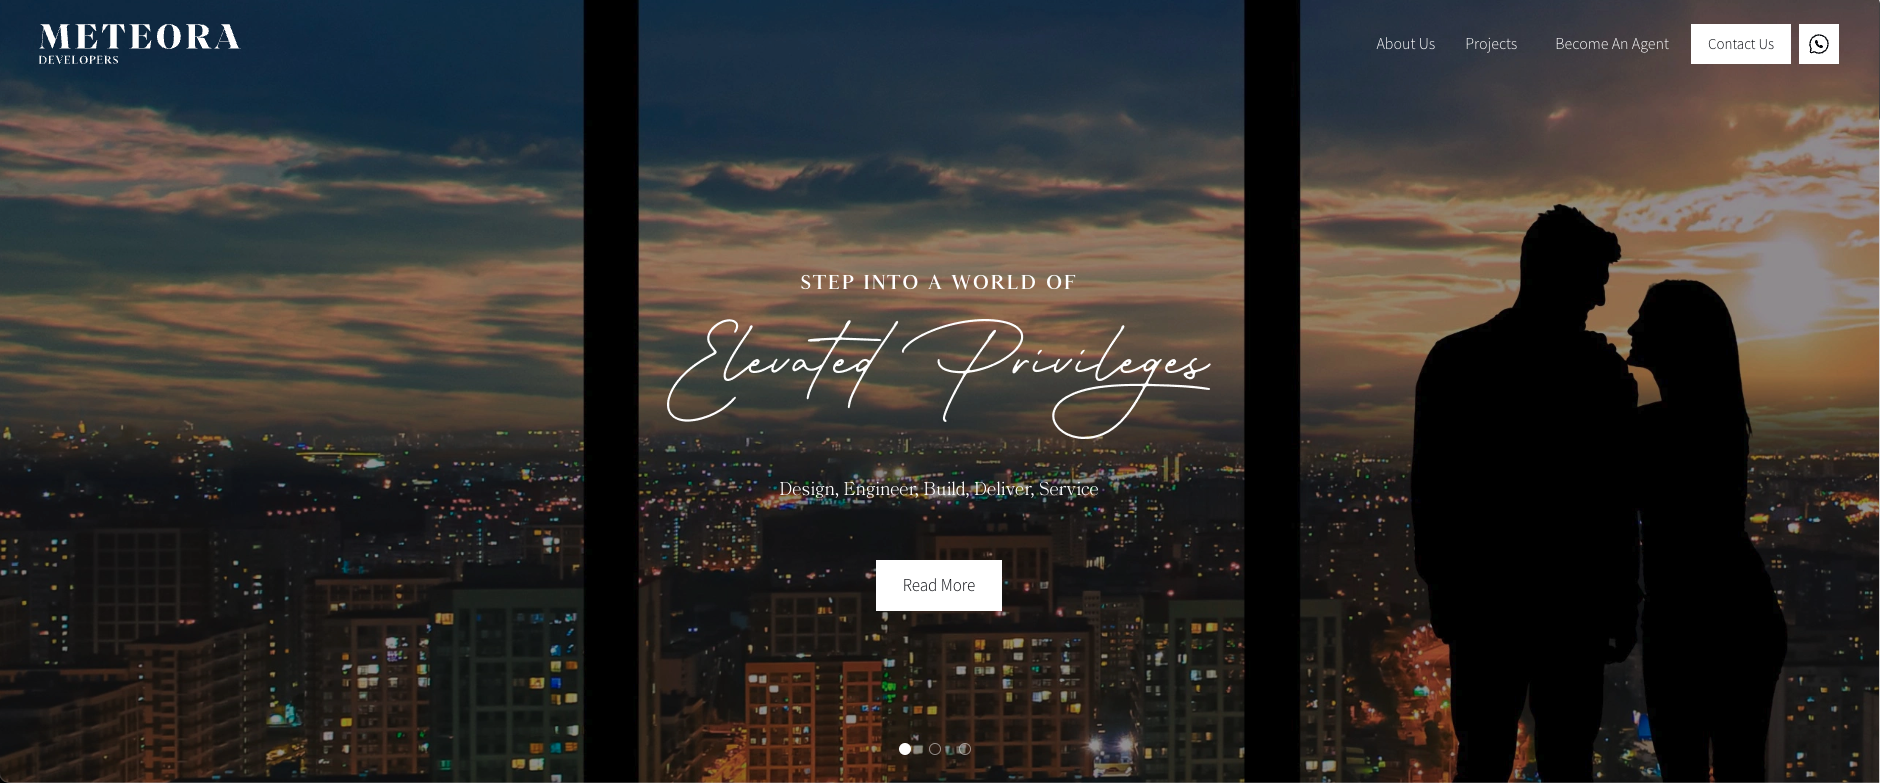 METEORA
DEVELOPERS
About Us
Projects
Become An Agent
Contact Us
STEP INTO A WORLD OF
Elevated Privileges
Design, Engineer, Build, Deliver, Service
Read More